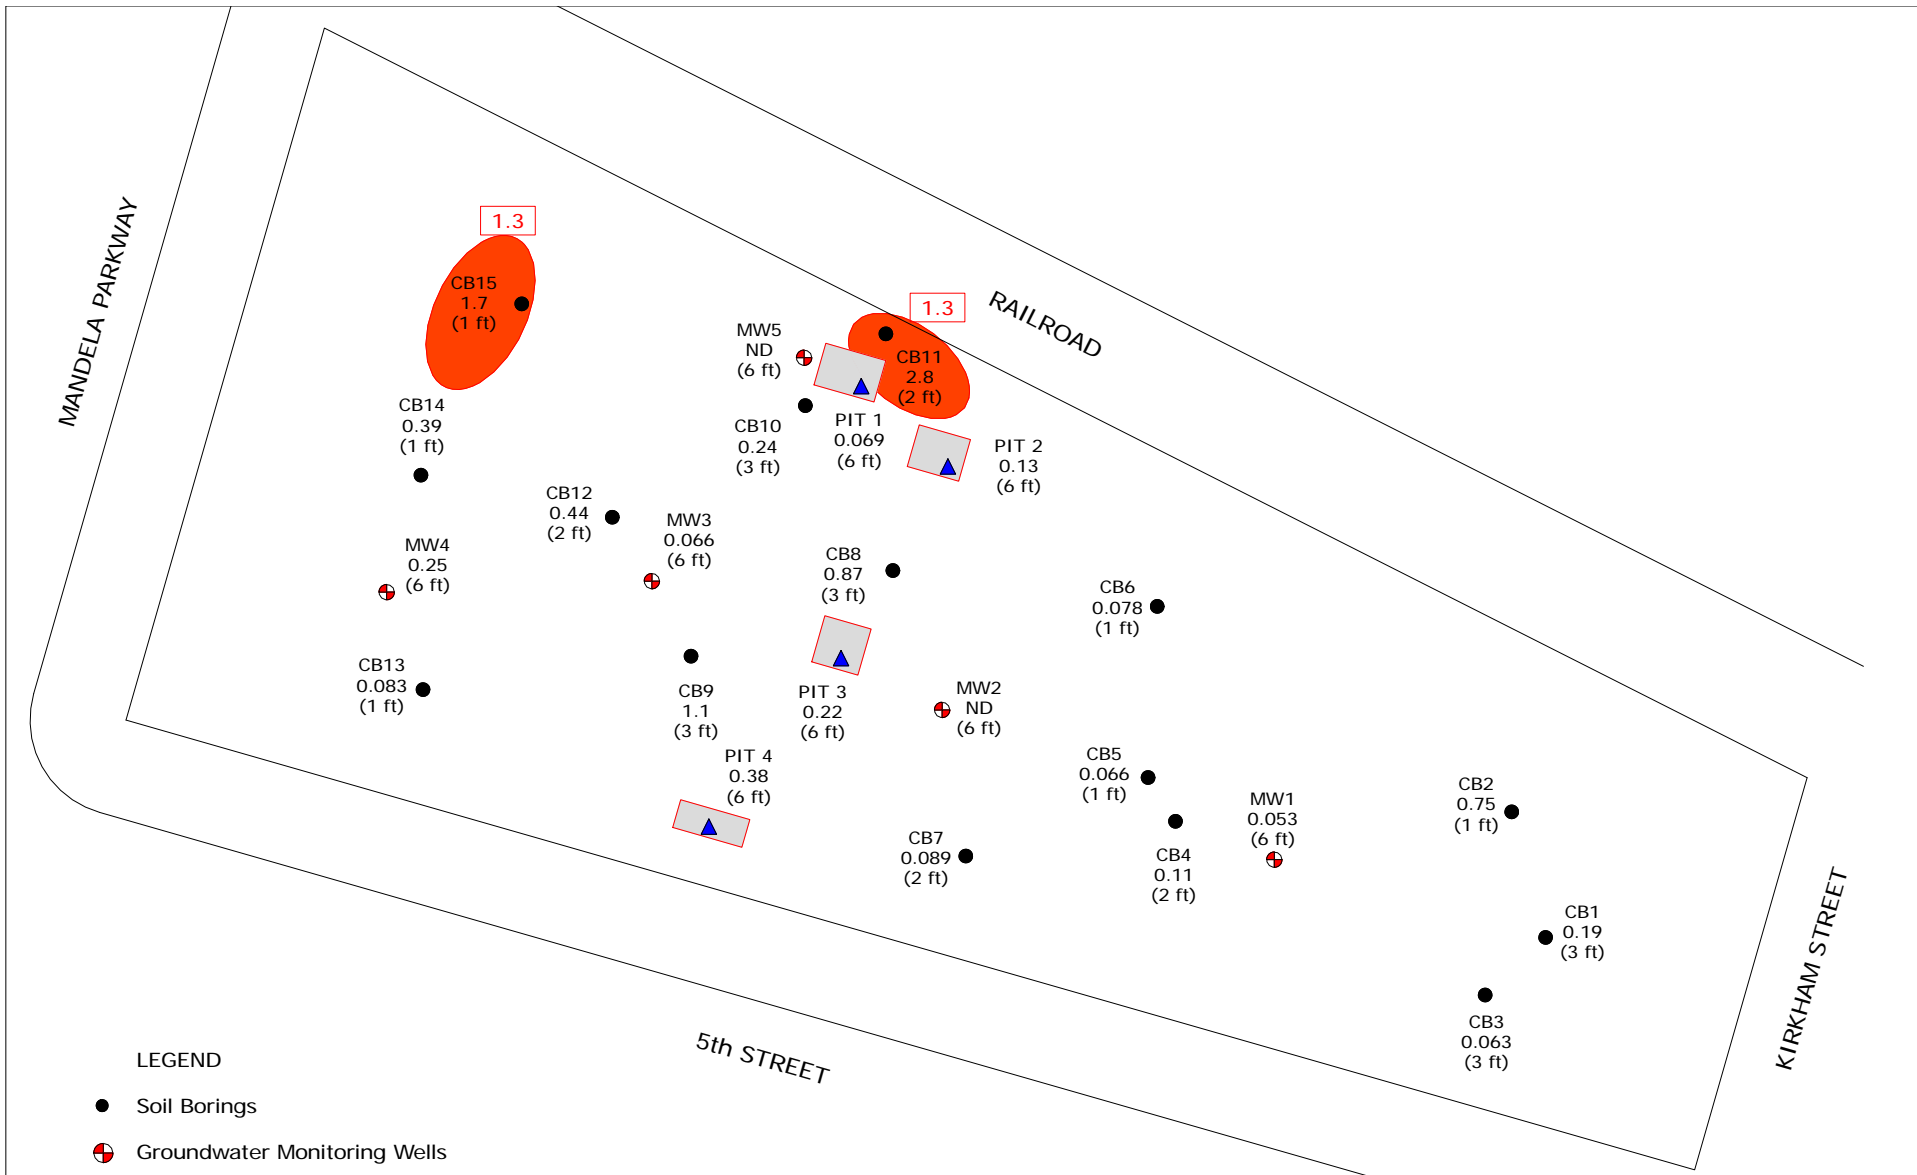 1.3
MANDELA PARKWAY
CB15
1.7
(1 ft)
1.3
RAILROAD
MW5
ND
(6 ft)
CB11
2.8
(2 ft)
CB14
0.39
(1 ft)
CB10
0.24
(3 ft)
PIT 1
0.069
(6 ft)
PIT 2
0.13
(6 ft)
CB12
0.44
(2 ft)
MW3
0.066
(6 ft)
MW4
0.25
(6 ft)
CB8
0.87
(3 ft)
CB6
0.078
(1 ft)
CB13
0.083
(1 ft)
CB9
1.1
(3 ft)
PIT 3
0.22
(6 ft)
MW2
ND
(6 ft)
PIT 4
0.38
(6 ft)
CB5
0.066
(1 ft)
MW1
0.053
(6 ft)
CB2
0.75
(1 ft)
CB7
0.089
(2 ft)
CB4
0.11
(2 ft)
CB1
0.19
(3 ft)
CB3
0.063
(3 ft)
KIRKHAM STREET
5th STREET
LEGEND
Soil Borings
Groundwater Monitoring Wells